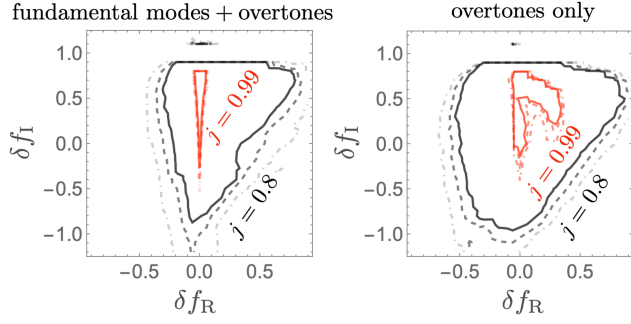 fundamental modes + overtones
overtones only
1.0
0.5
0.0
−0.5
−1.0
δf_I
j = 0.99
j = 0.8
−0.5
0.0
0.5
δf_R
1.0
0.5
0.0
−0.5
−1.0
δf_I
j = 0.99
j = 0.8
−0.5
0.0
0.5
δf_R